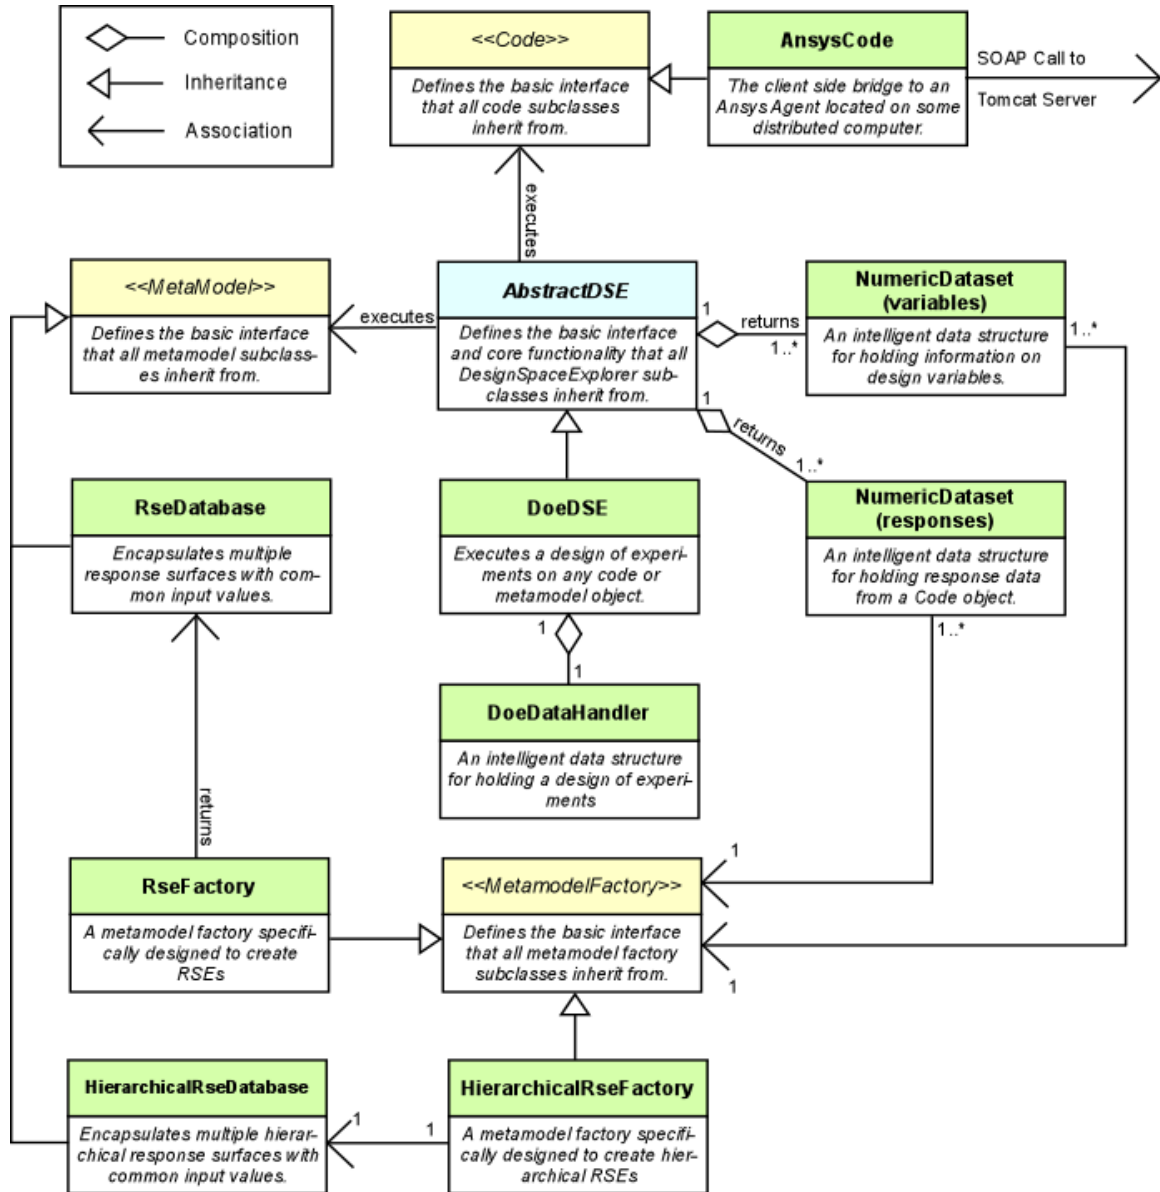 Composition
Inheritance
Association
<<Code>>
Defines the basic interface
that all code subclasses
inherit from.
AnsysCode
The client side bridge to an
Ansys Agent located on some
distributed computer.
SOAP Call to
Tomcat Server
executes
<<MetaModel>>
Defines the basic interface
that all metamodel subclass-
es inherit from.
executes
AbstractDSE
Defines the basic interface
and core functionality that all
DesignSpaceExplorer sub-
classes inherit from.
1
returns
1..*
NumericDataset
(variables)
An intelligent data structure
for holding information on
design variables.
1..*
1
returns
1..*
RseDatabase
Encapsulates multiple
response surfaces with com-
mon input values.
DoeDSE
Executes a design of experi-
ments on any code or
metamodel object.
NumericDataset
(responses)
An intelligent data structure
for holding response data
from a Code object.
1..*
1
1
DoeDataHandler
An intelligent data structure
for holding a design of experi-
ments
returns
RseFactory
A metamodel factory specifi-
cally designed to create
RSEs
<<MetamodelFactory>>
Defines the basic interface
that all metamodel factory
subclasses inherit from.
1
1
HierarchicalRseDatabase
Encapsulates multiple hierar-
chical response surfaces with
common input values.
1
1
HierarchicalRseFactory
A metamodel factory specifi-
cally designed to create hier-
archical RSEs